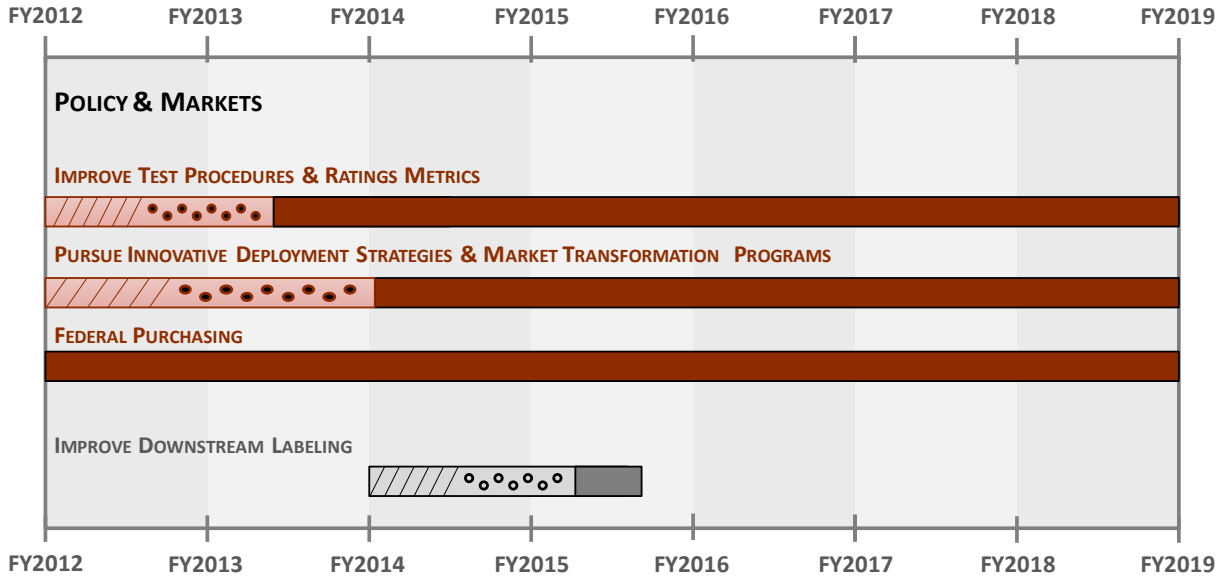 FY2012 FY2013 FY2014 FY2015 FY2016 FY2017 FY2018 FY2019
POLICY & MARKETS
IMPROVE TEST PROCEDURES & RATINGS METRICS
PURSUE INNOVATIVE DEPLOYMENT STRATEGIES & MARKET TRANSFORMATION PROGRAMS
FEDERAL PURCHASING
IMPROVE DOWNSTREAM LABELING
FY2012 FY2013 FY2014 FY2015 FY2016 FY2017 FY2018 FY2019